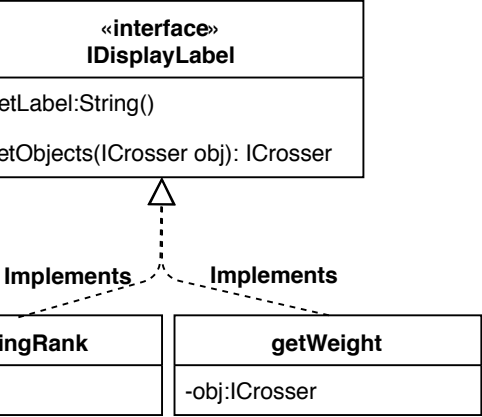 «interface»
IDisplayLabel
etLabel:String()
etObjects(ICrosser obj): ICrosser
Implements Implements
ingRank getWeight
-obj:ICrosser